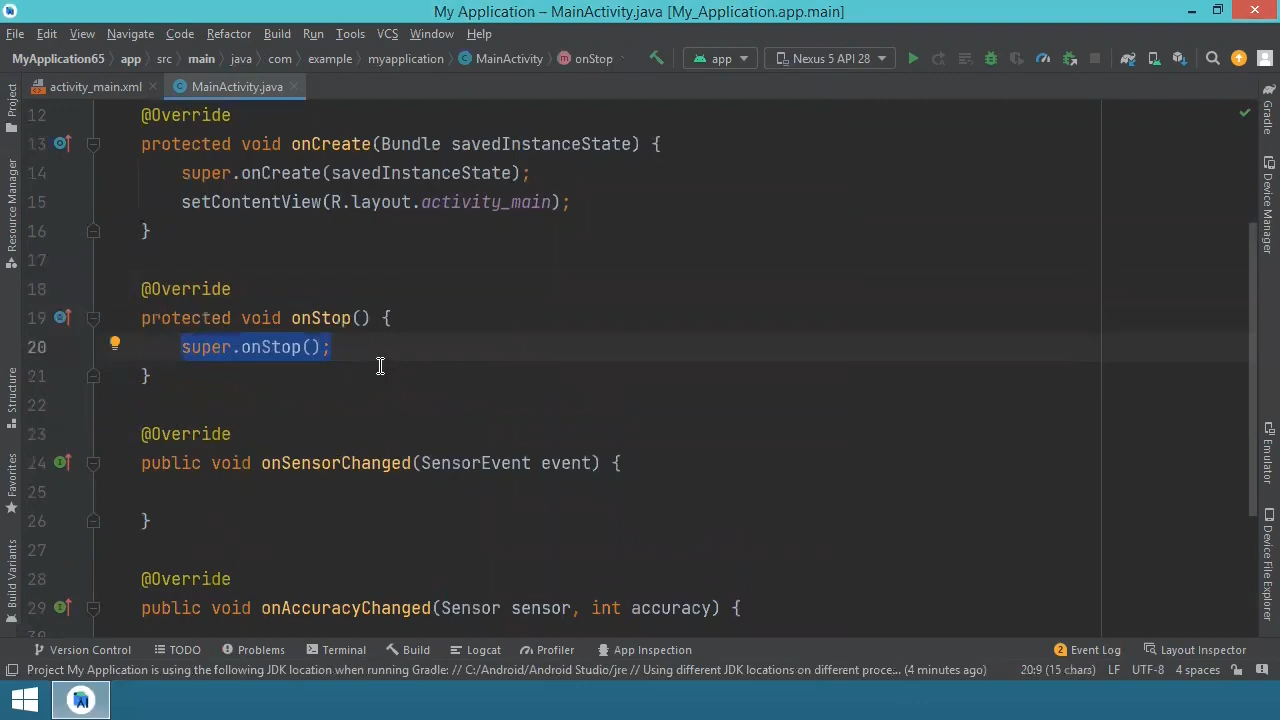 My Application – MainActivity.java [My_Application.app.main]
File Edit View Navigate Code Refactor Build Run Tools VCS Window Help
MyApplication65 app src main java com example myapplication MainActivity onStop app Nexus 5 API 28
activity_main.xml MainActivity.java
Project
Resource Manager
Structure
Favorites
Build Variants
12 @Override
13 protected void onCreate(Bundle savedInstanceState) {
14 super.onCreate(savedInstanceState);
15 setContentView(R.layout.activity_main);
16 }
17
18 @Override
19 protected void onStop() {
20 super.onStop();
21 }
22
23 @Override
24 public void onSensorChanged(SensorEvent event) {
25
26 }
27
28 @Override
29 public void onAccuracyChanged(Sensor sensor, int accuracy) {
30
Gradle
Device Manager
Emulator
Device File Explorer
Version Control TODO Problems Terminal Build Logcat Profiler App Inspection 2 Event Log Layout Inspector
Project My Application is using the following JDK location when running Gradle: // C:/Android/Android Studio/jre // Using different JDK locations on different proce... (4 minutes ago) 20:9 (15 chars) LF UTF-8 4 spaces